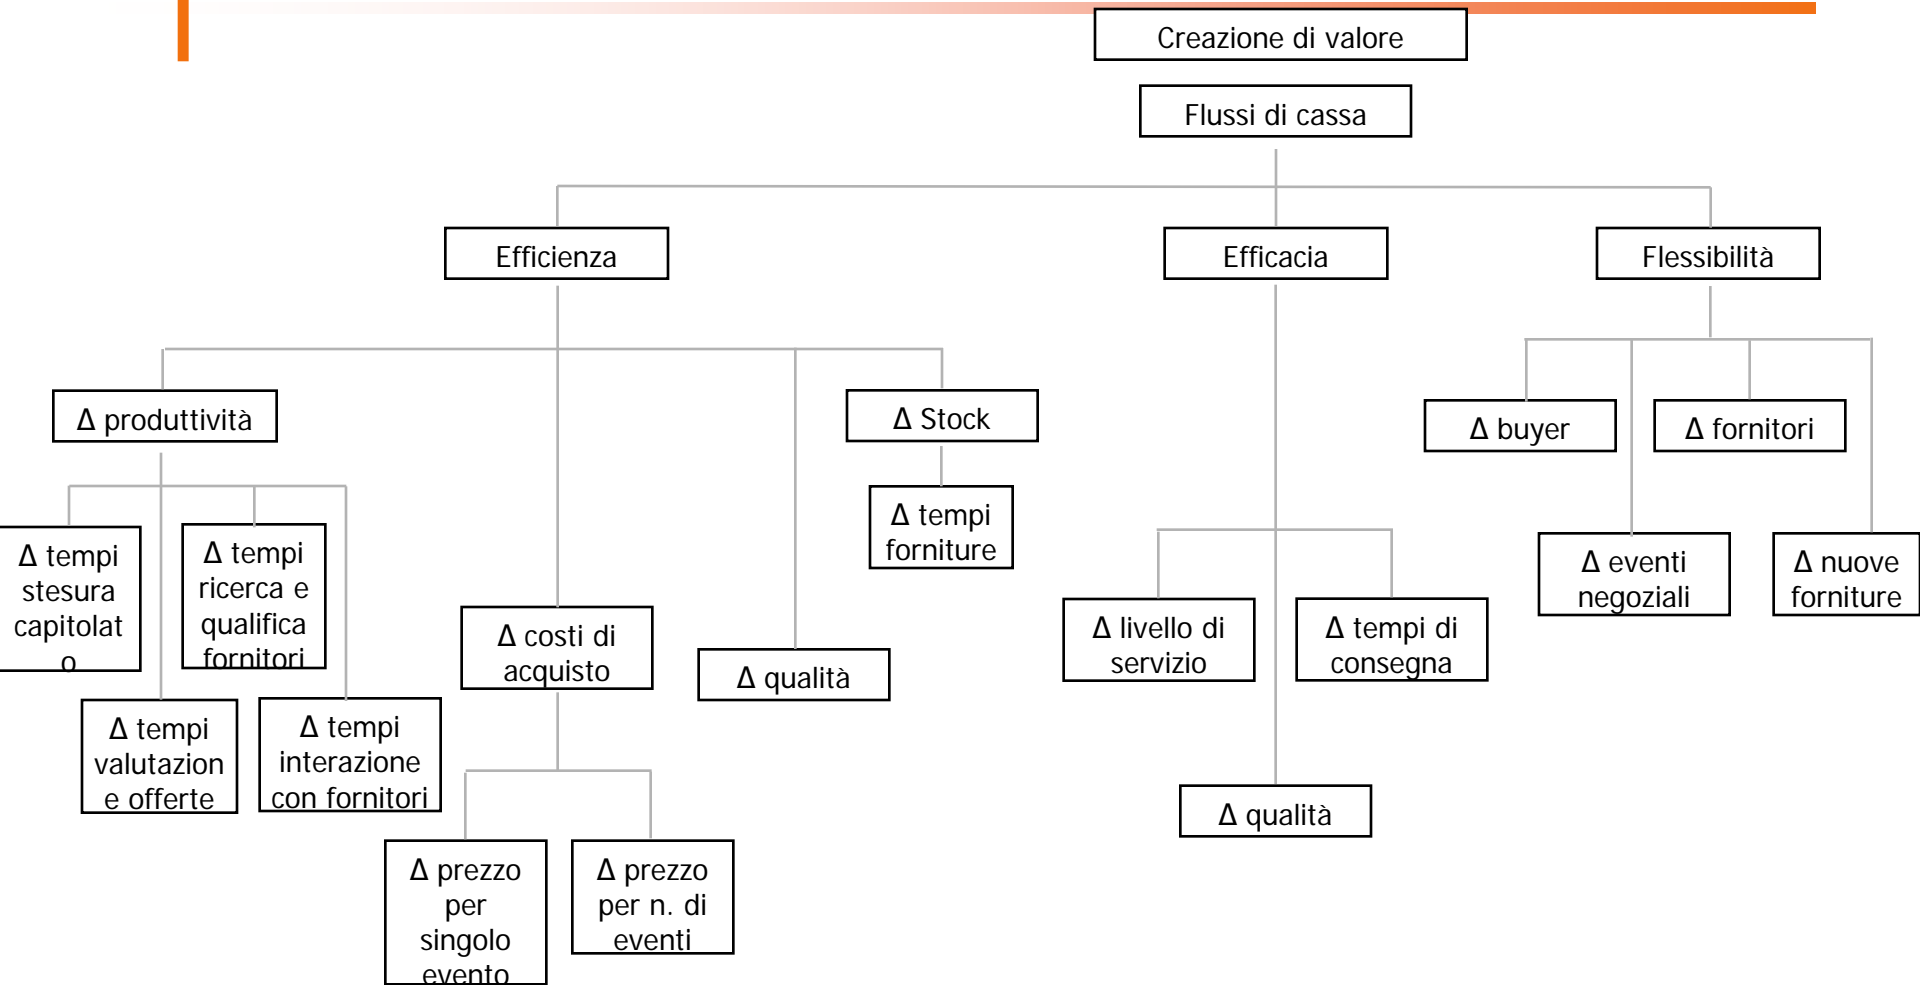 Creazione di valore
Flussi di cassa
Efficienza
Efficacia
Flessibilità
Δ produttività
Δ Stock
Δ buyer
Δ fornitori
Δ tempi
forniture
Δ tempi
stesura
capitolat
o
Δ tempi
ricerca e
qualifica
fornitori
Δ eventi
negoziali
Δ nuove
forniture
Δ costi di
acquisto
Δ qualità
Δ livello di
servizio
Δ tempi di
consegna
Δ tempi
valutazion
e offerte
Δ tempi
interazione
con fornitori
Δ qualità
Δ prezzo
per
singolo
evento
Δ prezzo
per n. di
eventi